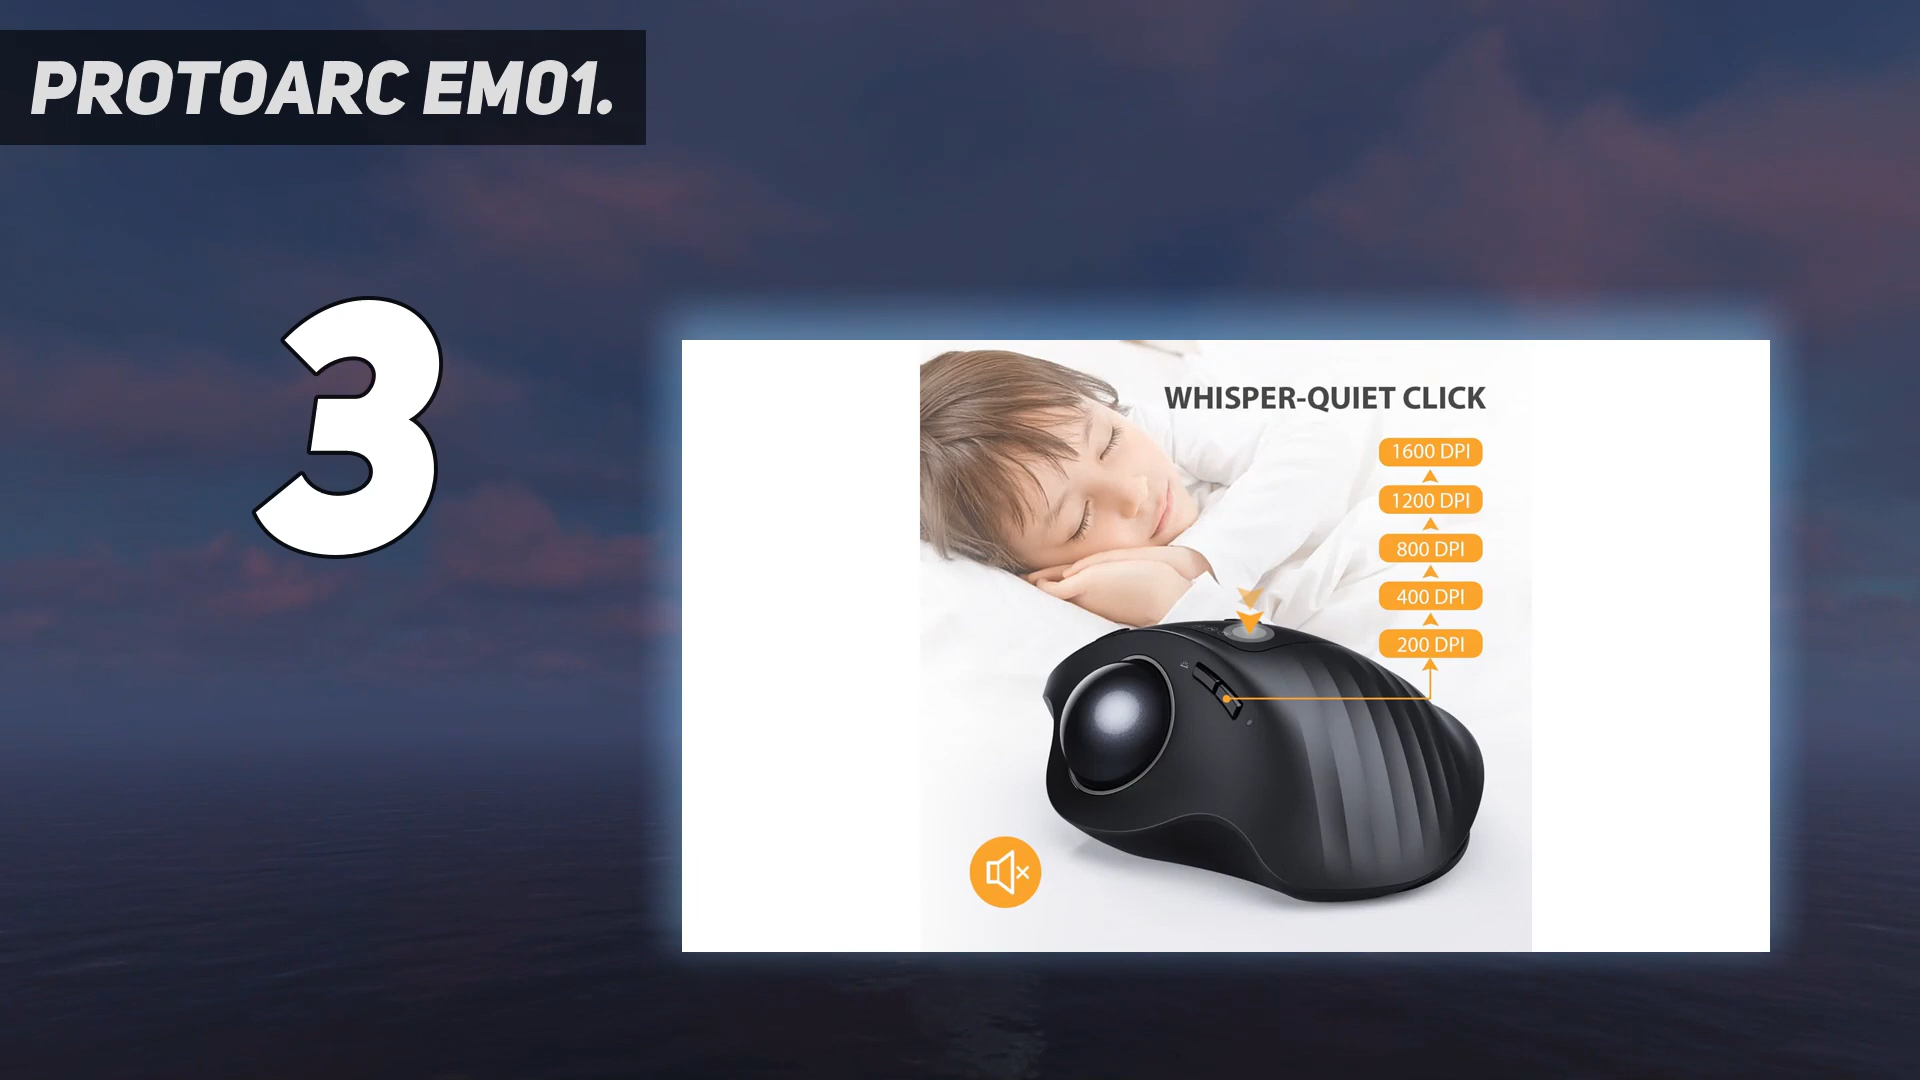 PROTOARC EM01.
3
WHISPER-QUIET CLICK
1600 DPI
1200 DPI
800 DPI
400 DPI
200 DPI